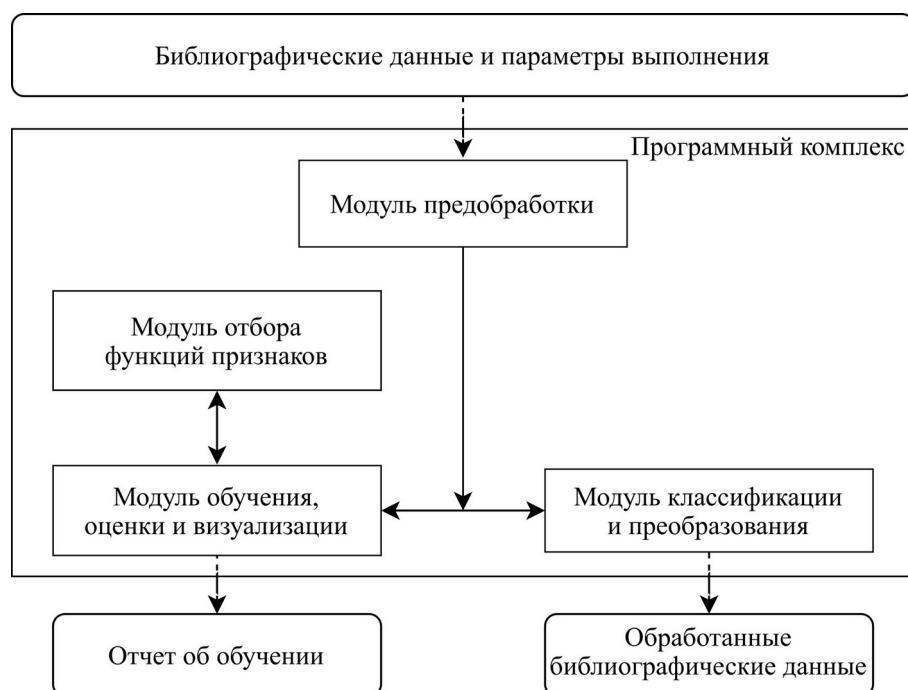 Библиографические данные и параметры выполнения
Программный комплекс
Модуль предобработки
Модуль отбора
функций признаков
Модуль обучения,
оценки и визуализации
Модуль классификации
и преобразования
Отчет об обучении
Обработанные
библиографические данные